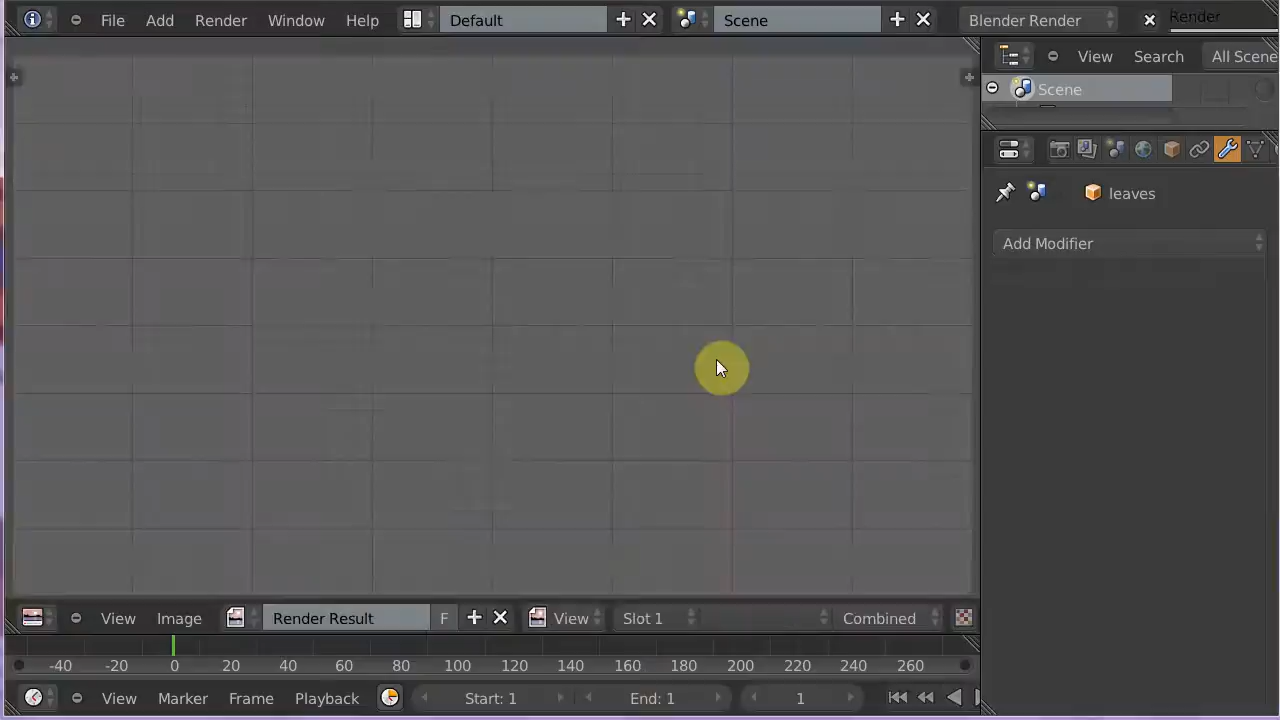 File Add Render Window Help Default Scene Blender Render Render
View Search All Scene
Scene
leaves
Add Modifier
View Image Render Result F View Slot 1 Combined
-40 -20 0 20 40 60 80 100 120 140 160 180 200 220 240 260
View Marker Frame Playback Start: 1 End: 1 1